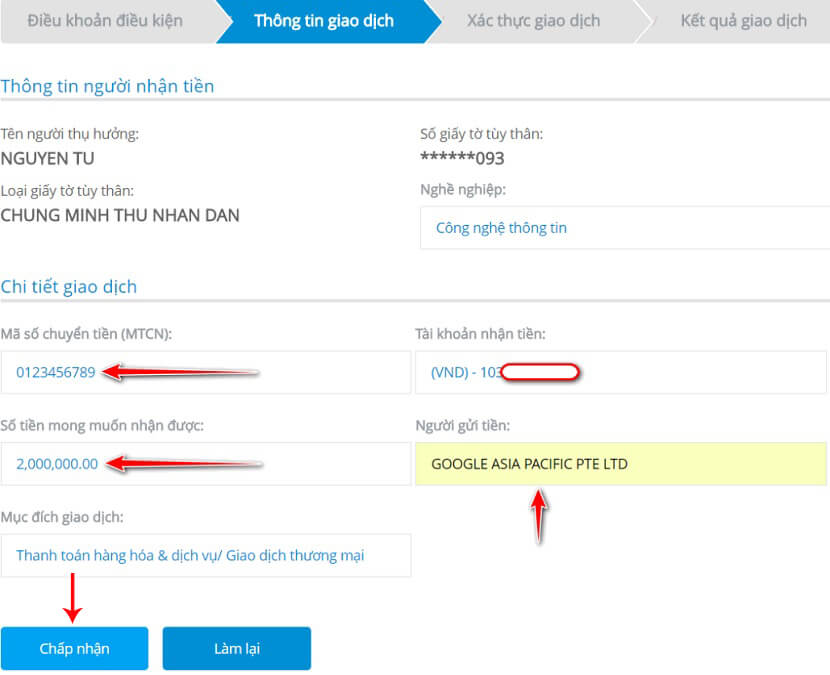 Điều khoản điều kiện
Thông tin giao dịch
Xác thực giao dịch
Kết quả giao dịch
Thông tin người nhận tiền
Tên người thụ hưởng:
Số giấy tờ tùy thân:
NGUYEN TU
******093
Loại giấy tờ tùy thân:
Nghề nghiệp:
CHUNG MINH THU NHAN DAN
Công nghệ thông tin
Chi tiết giao dịch
Mã số chuyển tiền (MTCN):
Tài khoản nhận tiền:
0123456789
(VND) - 103
Số tiền mong muốn nhận được:
Người gửi tiền:
2,000,000.00
GOOGLE ASIA PACIFIC PTE LTD
Mục đích giao dịch:
Thanh toán hàng hóa & dịch vụ/ Giao dịch thương mại
Chấp nhận
Làm lại